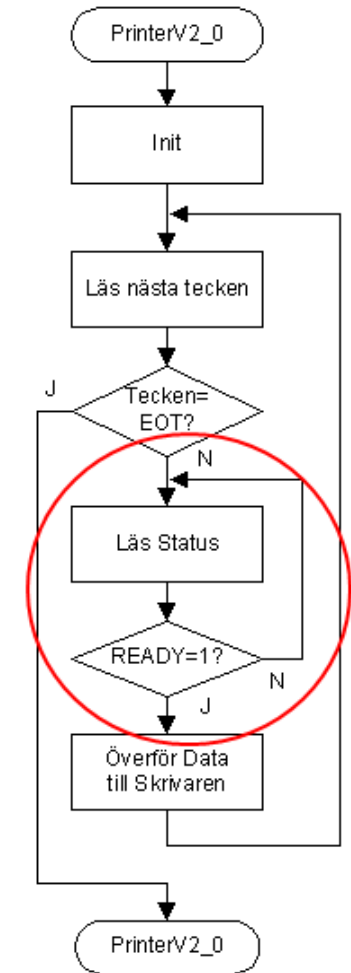 PrinterV2_0
Init
Läs nästa tecken
J
Tecken=
EOT?
N
Läs Status
READY=1?
N
J
Överför Data
till Skrivaren
PrinterV2_0